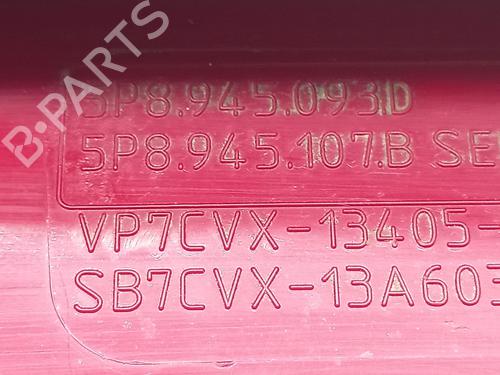 5P8.945.093.D
5P8.945.107.B SE
VP7CVX-13405-
SB7CVX-13A603
B-PARTS